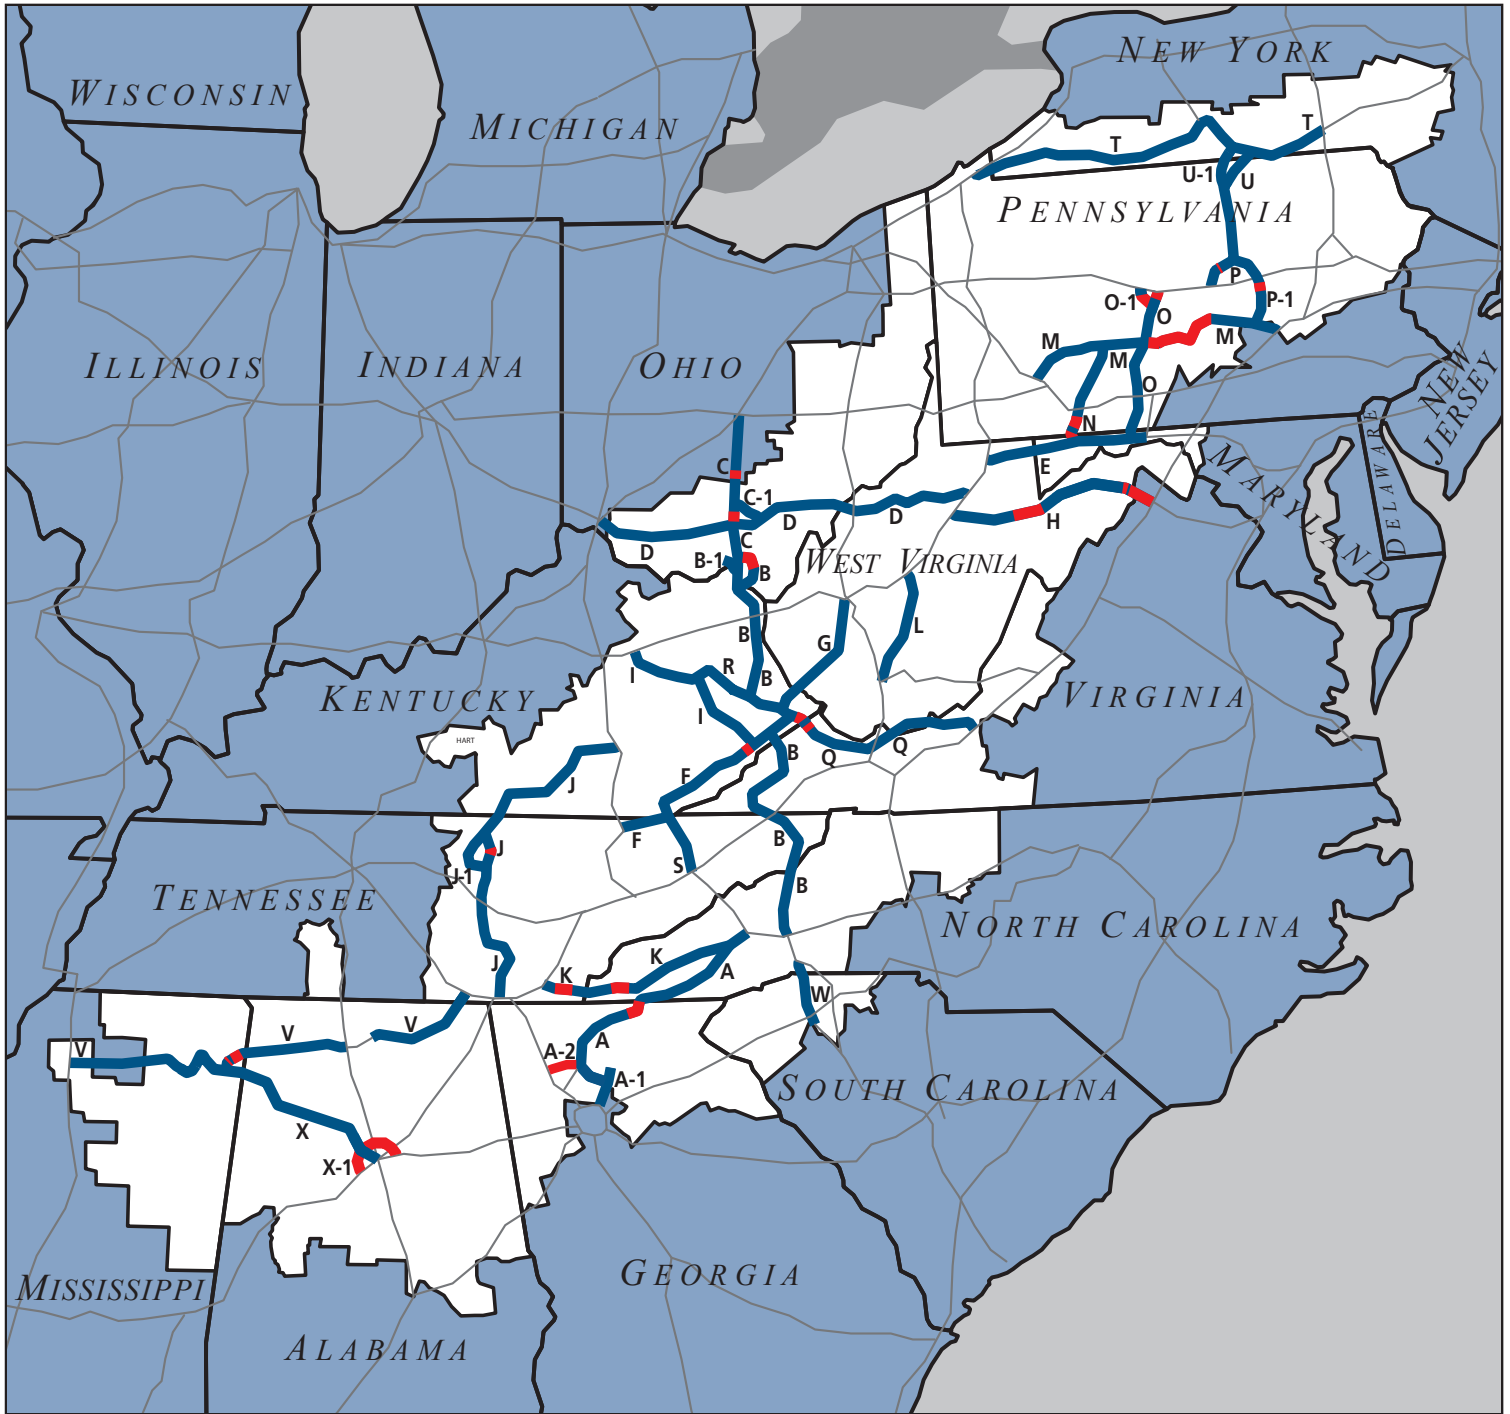 NEW YORK
WISCONSIN
MICHIGAN
T
T
U-1
U
PENNSYLVANIA
P
O-1
O
P-1
M
M
M
ILLINOIS
INDIANA
OHIO
O
NEW
JERSEY
N
DELAWARE
E
C
MARYLAND
C-1
D
D
H
D
C
B-1
B
WEST VIRGINIA
L
B
G
I
R
B
KENTUCKY
VIRGINIA
I
HART
B
Q
Q
F
J
F
B
J
S
J-1
B
TENNESSEE
NORTH CAROLINA
K
J
K
A
W
V
V
A
V
A-2
A-1
SOUTH CAROLINA
X
X-1
GEORGIA
MISSISSIPPI
ALABAMA